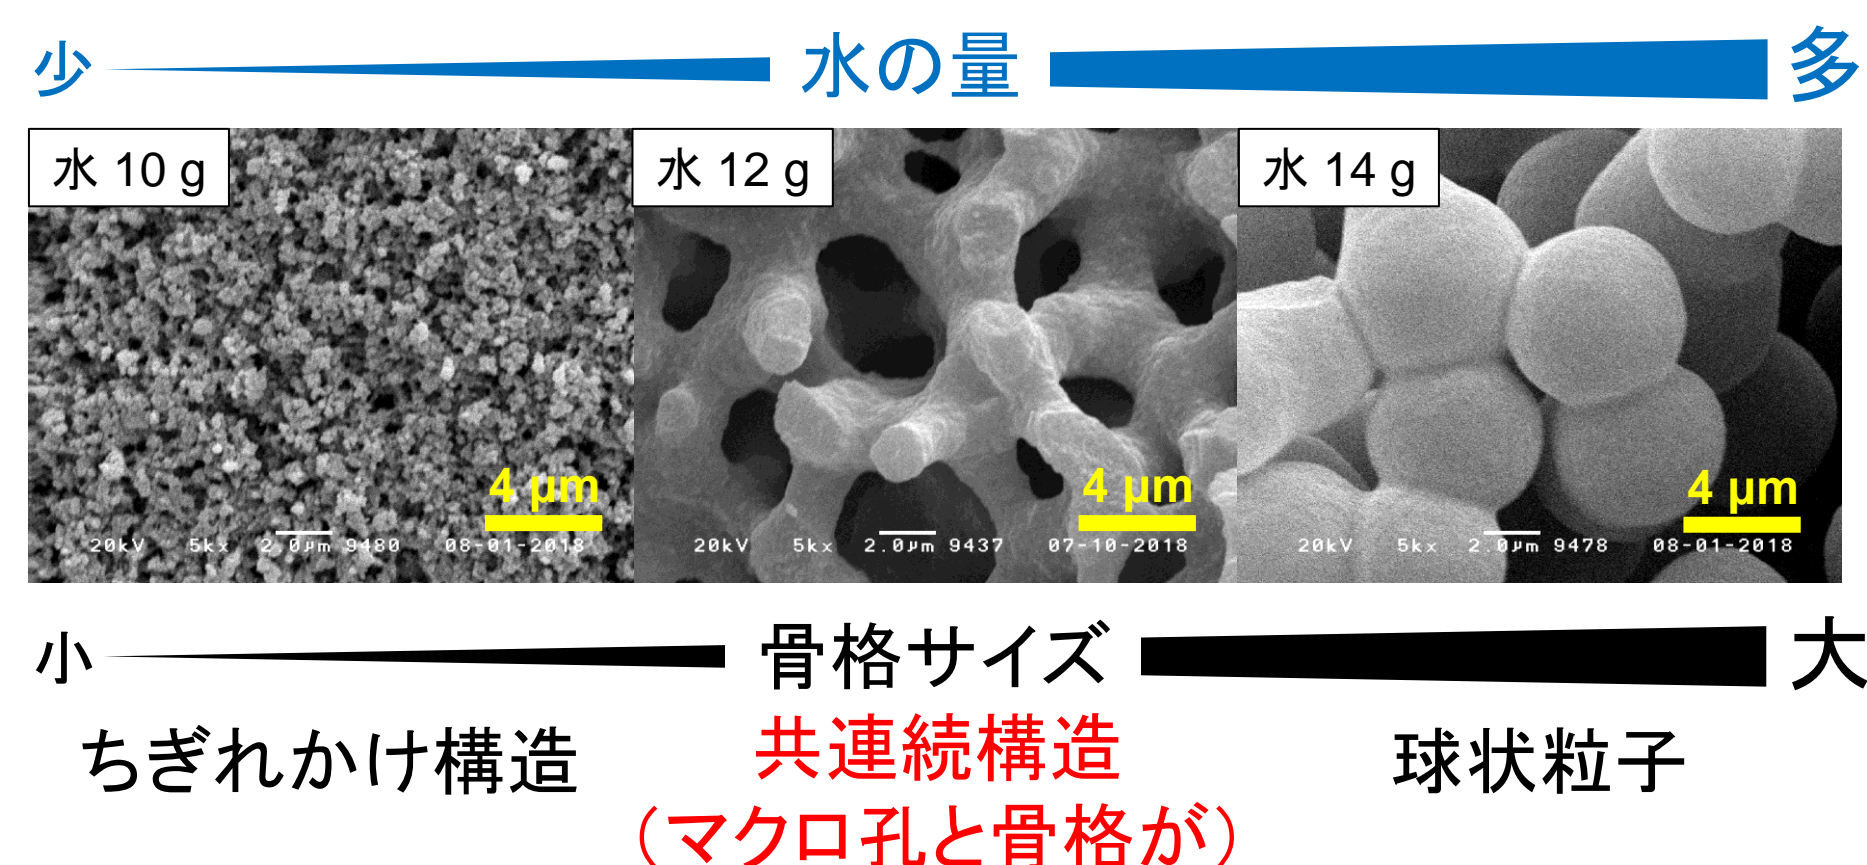 少 水の量 多
水 10 g
水 12 g
水 14 g
4 μm
4 μm
4 μm
20kV 5kx 2.0μm 9480 08-01-2018
20kV 5kx 2.0μm 9437 07-10-2018
20kV 5kx 2.0μm 9478 08-01-2018
小 骨格サイズ 大
ちぎれかけ構造
共連続構造
（マクロ孔と骨格が）
球状粒子